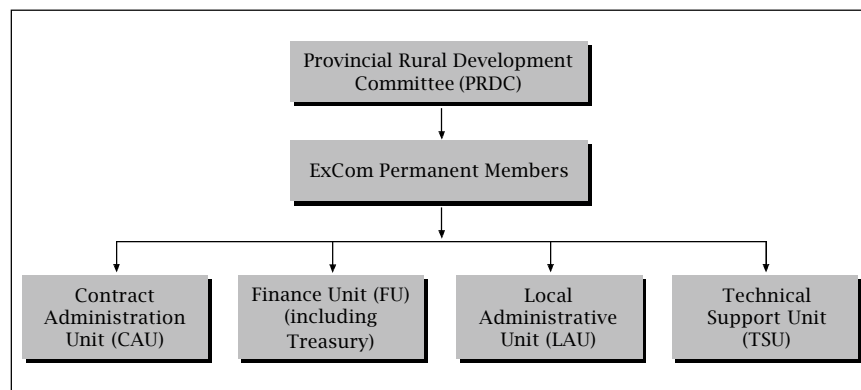 Provincial Rural Development
Committee (PRDC)
ExCom Permanent Members
Contract
Administration
Unit (CAU)
Finance Unit (FU)
(including
Treasury)
Local
Administrative
Unit (LAU)
Technical
Support Unit
(TSU)